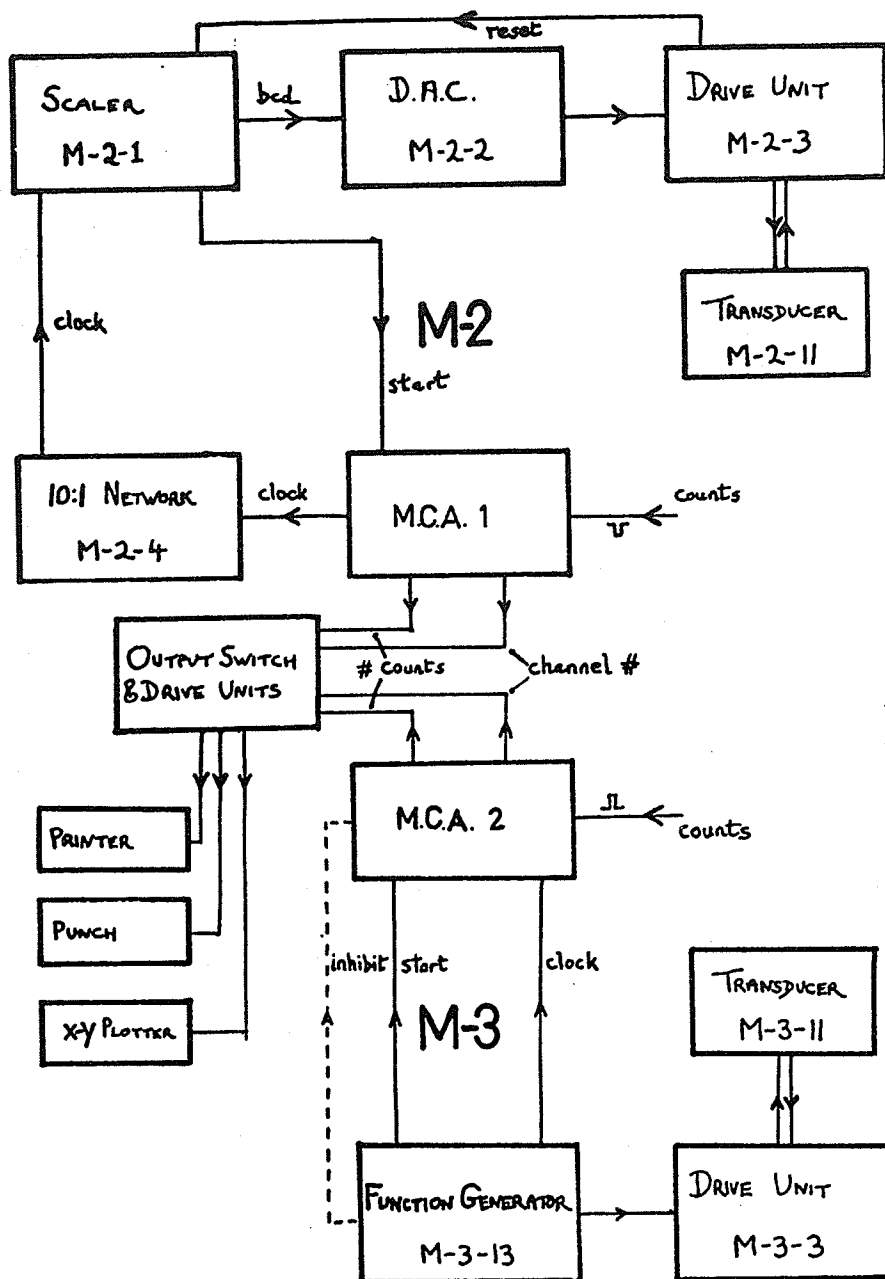 reset
SCALER
M-2-1
bcd
D.A.C.
M-2-2
DRIVE UNIT
M-2-3
clock
M-2
start
TRANSDUCER
M-2-11
10:1 NETWORK
M-2-4
clock
M.C.A. 1
counts
OUTPUT SWITCH
& DRIVE UNITS
# counts
channel #
M.C.A. 2
counts
PRINTER
PUNCH
X-Y PLOTTER
inhibit
start
clock
M-3
TRANSDUCER
M-3-11
FUNCTION GENERATOR
M-3-13
DRIVE UNIT
M-3-3